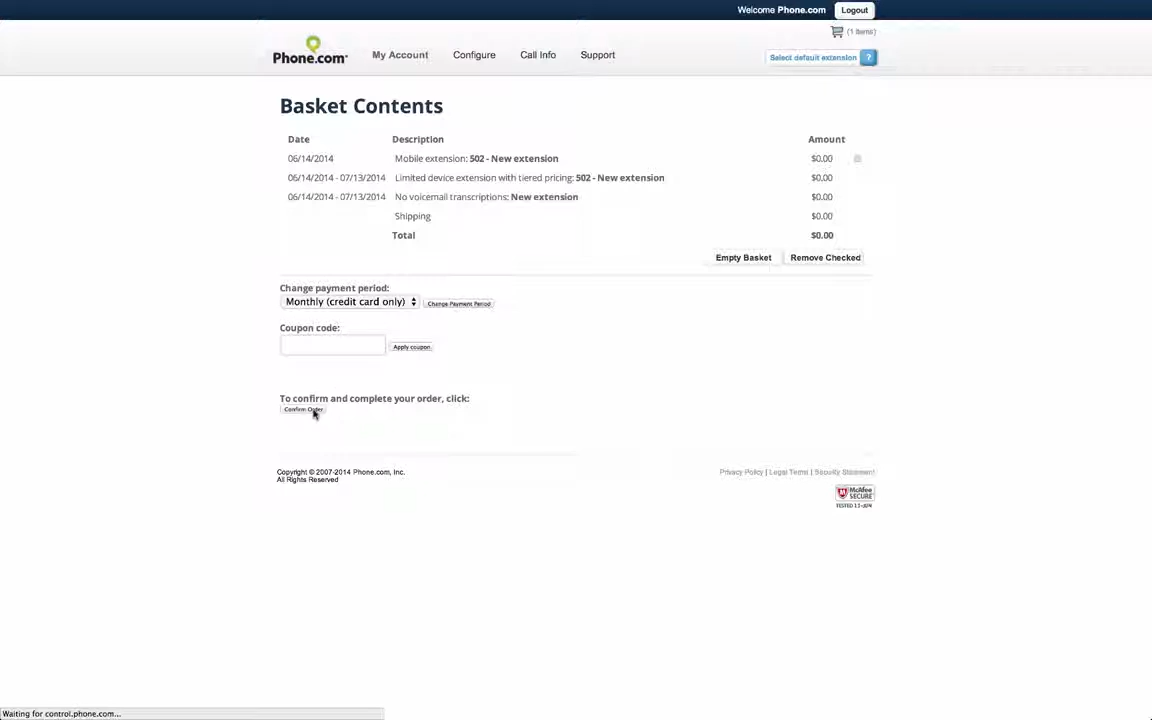 Welcome Phone.com Logout
(1 items)
Phone.com My Account Configure Call Info Support Select default extension ?
Basket Contents
Date Description Amount
06/14/2014 Mobile extension: 502 - New extension $0.00
06/14/2014 - 07/13/2014 Limited device extension with tiered pricing: 502 - New extension $0.00
06/14/2014 - 07/13/2014 No voicemail transcriptions: New extension $0.00
Shipping $0.00
Total $0.00
Empty Basket Remove Checked
Change payment period:
Monthly (credit card only) Change Payment Period
Coupon code:
Apply coupon
To confirm and complete your order, click:
Confirm Order
Copyright © 2007-2014 Phone.com, Inc. Privacy Policy | Legal Terms | Security Statement
All Rights Reserved
McAfee
SECURE
TESTED
Waiting for control.phone.com...